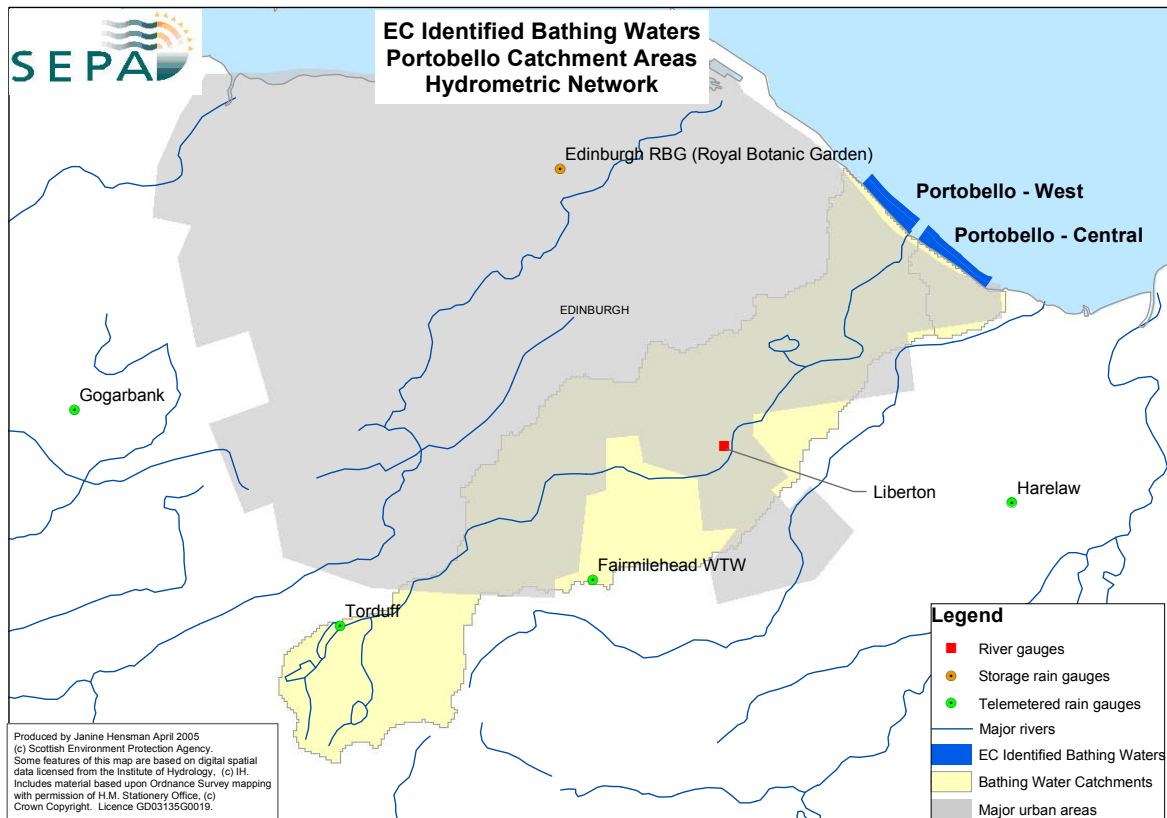 SEPA
EC Identified Bathing Waters
Portobello Catchment Areas
Hydrometric Network
Edinburgh RBG (Royal Botanic Garden)
Portobello - West
Portobello - Central
EDINBURGH
Gogarbank
Liberton
Harelaw
Fairmilehead WTW
Torduff
Legend
River gauges
Storage rain gauges
Telemetered rain gauges
Major rivers
EC Identified Bathing Waters
Bathing Water Catchments
Major urban areas
Produced by Janine Hensman April 2005
(c) Scottish Environment Protection Agency.
Some features of this map are based on digital spatial
data licensed from the Institute of Hydrology, (c) IH.
Includes material based upon Ordnance Survey mapping
with permission of H.M. Stationery Office, (c)
Crown Copyright. Licence GD03135G0019.